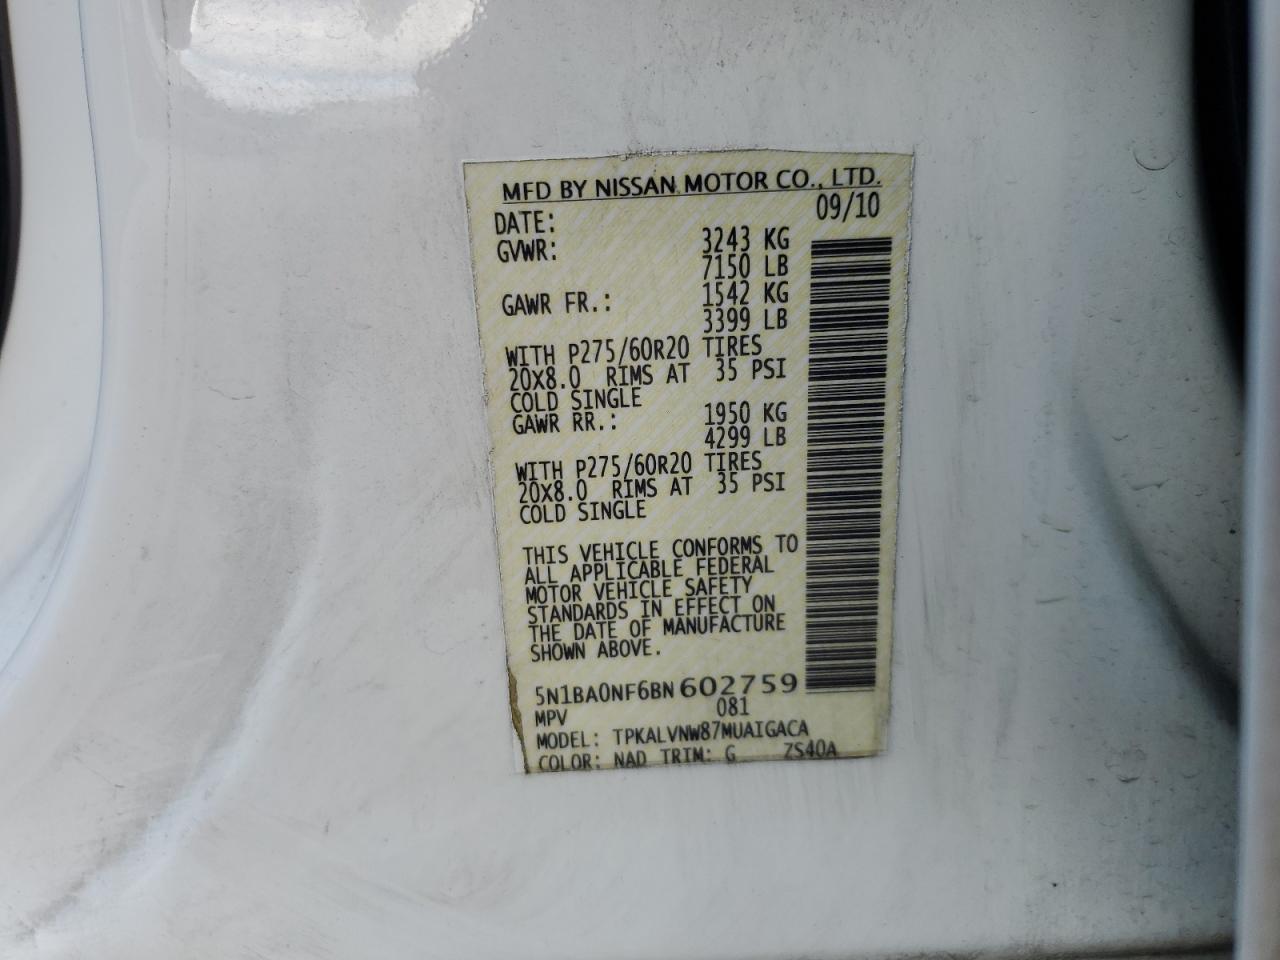 MFD BY NISSAN MOTOR CO., LTD.
DATE: 09/10
GVWR: 3243 KG
7150 LB
GAWR FR.: 1542 KG
3399 LB
WITH P275/60R20 TIRES
20X8.0 RIMS AT 35 PSI
COLD SINGLE
GAWR RR.: 1950 KG
4299 LB
WITH P275/60R20 TIRES
20X8.0 RIMS AT 35 PSI
COLD SINGLE
THIS VEHICLE CONFORMS TO
ALL APPLICABLE FEDERAL
MOTOR VEHICLE SAFETY
STANDARDS IN EFFECT ON
THE DATE OF MANUFACTURE
SHOWN ABOVE.
5N1BA0NF6BN602759
MPV 081
MODEL: TPKALVNW87MUAIGACA
COLOR: NAD TRIM: G ZS40A